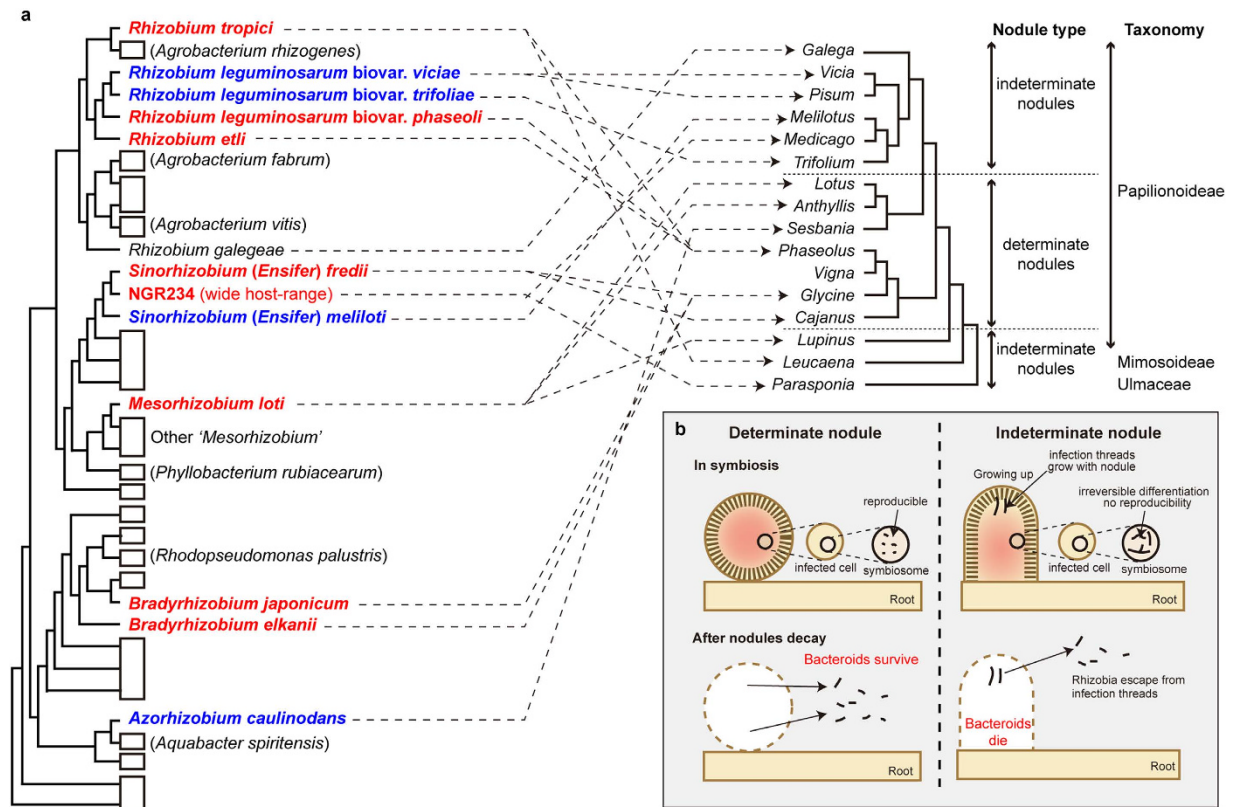 a
Rhizobium tropici
(Agrobacterium rhizogenes)
Rhizobium leguminosarum biovar. viciae
Rhizobium leguminosarum biovar. trifoliae
Rhizobium leguminosarum biovar. phaseoli
Rhizobium etli
(Agrobacterium fabrum)
(Agrobacterium vitis)
Rhizobium galegeae
Sinorhizobium (Ensifer) fredii
NGR234 (wide host-range)
Sinorhizobium (Ensifer) meliloti
Mesorhizobium loti
Other ‘Mesorhizobium’
(Phyllobacterium rubiacearum)
(Rhodopseudomonas palustris)
Bradyrhizobium japonicum
Bradyrhizobium elkanii
Azorhizobium caulinodans
(Aquabacter spiritensis)
Galega
Vicia
Pisum
Melilotus
Medicago
Trifolium
Lotus
Anthyllis
Sesbania
Phaseolus
Vigna
Glycine
Cajanus
Lupinus
Leucaena
Parasponia
Nodule type
indeterminate
nodules
determinate
nodules
indeterminate
nodules
Taxonomy
Papilionoideae
Mimosoideae
Ulmaceae
b
Determinate nodule
Indeterminate nodule
In symbiosis
reproducible
infected cell
symbiosome
Root
Growing up
infection threads
grow with nodule
irreversible differentiation
no reproducibility
infected cell
symbiosome
Root
After nodules decay
Bacteroids survive
Root
Rhizobia escape from
infection threads
Bacteroids
die
Root